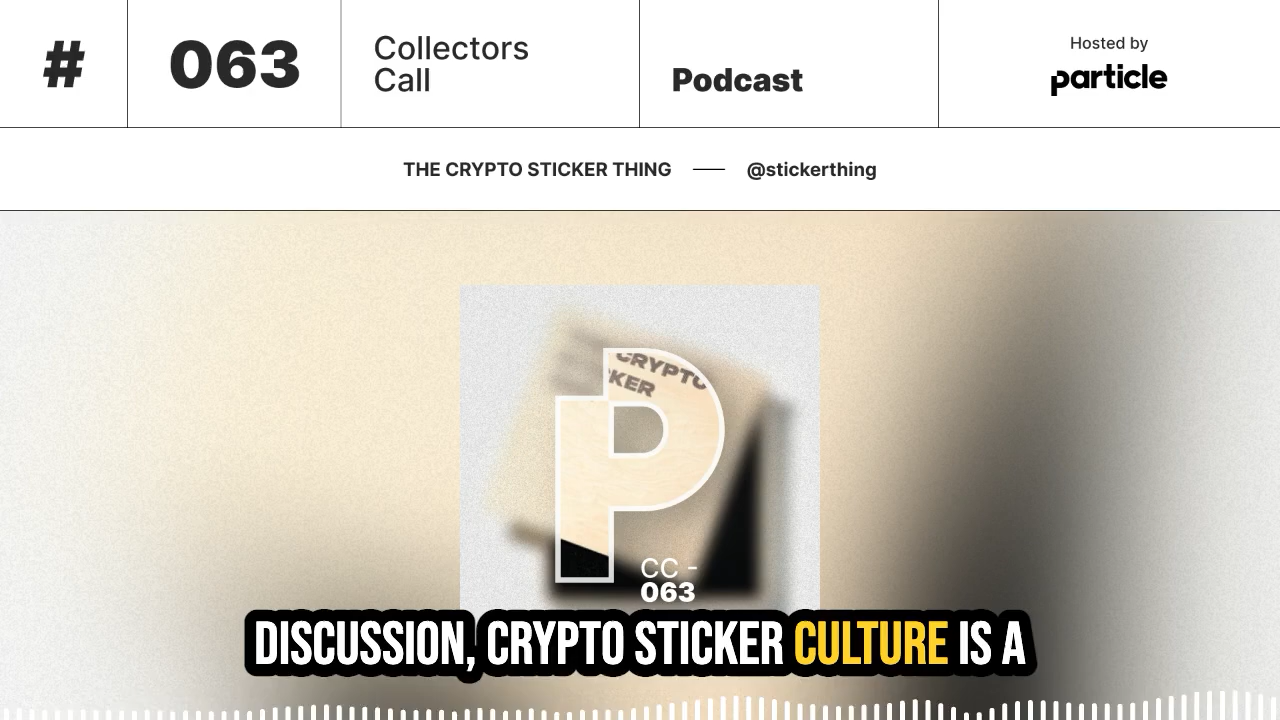 #
063
Collectors
Call
Podcast
Hosted by
particle
THE CRYPTO STICKER THING — @stickerthing
CRYPTO
KER
CC -
063
DISCUSSION, CRYPTO STICKER CULTURE IS A